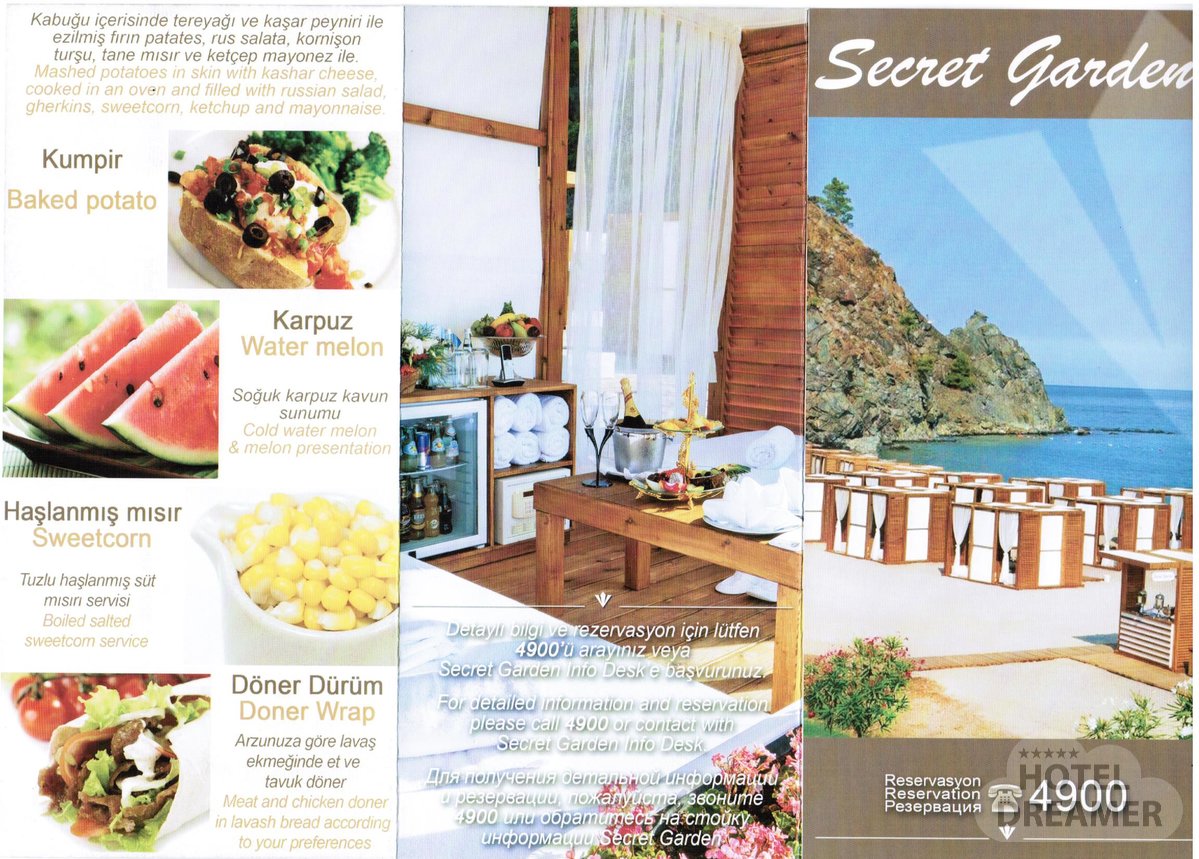 Kabuğu içerisinde tereyağı ve kaşar peyniri ile
ezilmiş fırın patates, rus salata, kornişon
turşu, tane mısır ve ketçep mayonez ile.
Mashed potatoes in skin with kashar cheese,
cooked in an oven and filled with russian salad,
gherkins, sweetcorn, ketchup and mayonnaise.
Kumpir
Baked potato
Karpuz
Water melon
Soğuk karpuz kavun
sunumu
Cold water melon
& melon presentation
Haşlanmış mısır
Sweetcorn
Tuzlu haşlanmış süt
mısırı servisi
Boiled salted
sweetcorn service
Döner Dürüm
Doner Wrap
Arzunuza göre lavaş
ekmeğinde et ve
tavuk döner
Meat and chicken doner
in lavash bread according
to your preferences
Detaylı bilgi ve rezervasyon için lütfen
4900'ü arayınız veya
Secret Garden Info Desk'e başvurunuz.
For detailed information and reservation
please call 4900 or contact with
Secret Garden Info Desk.
Для получения детальной информации
и резервации, пожалуйста, звоните
4900 или обратитесь на стойку
информации Secret Garden.
Secret Garden
Reservasyon
Reservation
Резервация
4900
HOTEL
DREAMER